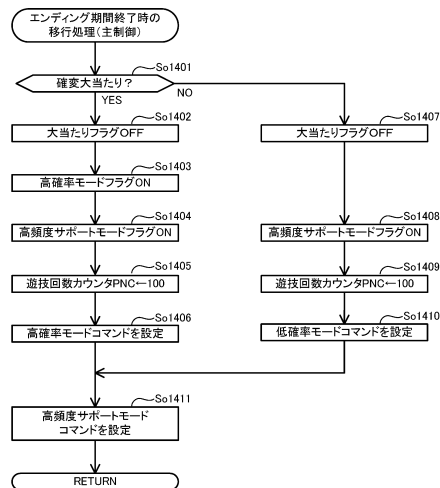 エンディング期間終了時の
移行処理(主制御)
So1401
確変大当たり?
YES
NO
So1402
大当たりフラグOFF
So1403
高確率モードフラグON
So1404
高頻度サポートモードフラグON
So1405
遊技回数カウンタPNC←100
So1406
高確率モードコマンドを設定
So1407
大当たりフラグOFF
So1408
高頻度サポートモードフラグON
So1409
遊技回数カウンタPNC←100
So1410
低確率モードコマンドを設定
So1411
高頻度サポートモード
コマンドを設定
RETURN